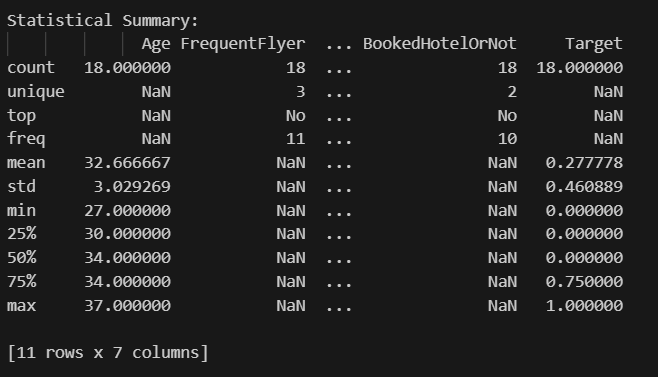 Statistical Summary:
Age FrequentFlyer ... BookedHotelOrNot Target
count 18.000000 18 ... 18 18.000000
unique NaN 3 ... 2 NaN
top NaN No ... No NaN
freq NaN 11 ... 10 NaN
mean 32.666667 NaN ... NaN 0.277778
std 3.029269 NaN ... NaN 0.460889
min 27.000000 NaN ... NaN 0.000000
25% 30.000000 NaN ... NaN 0.000000
50% 34.000000 NaN ... NaN 0.000000
75% 34.000000 NaN ... NaN 0.750000
max 37.000000 NaN ... NaN 1.000000
[11 rows x 7 columns]